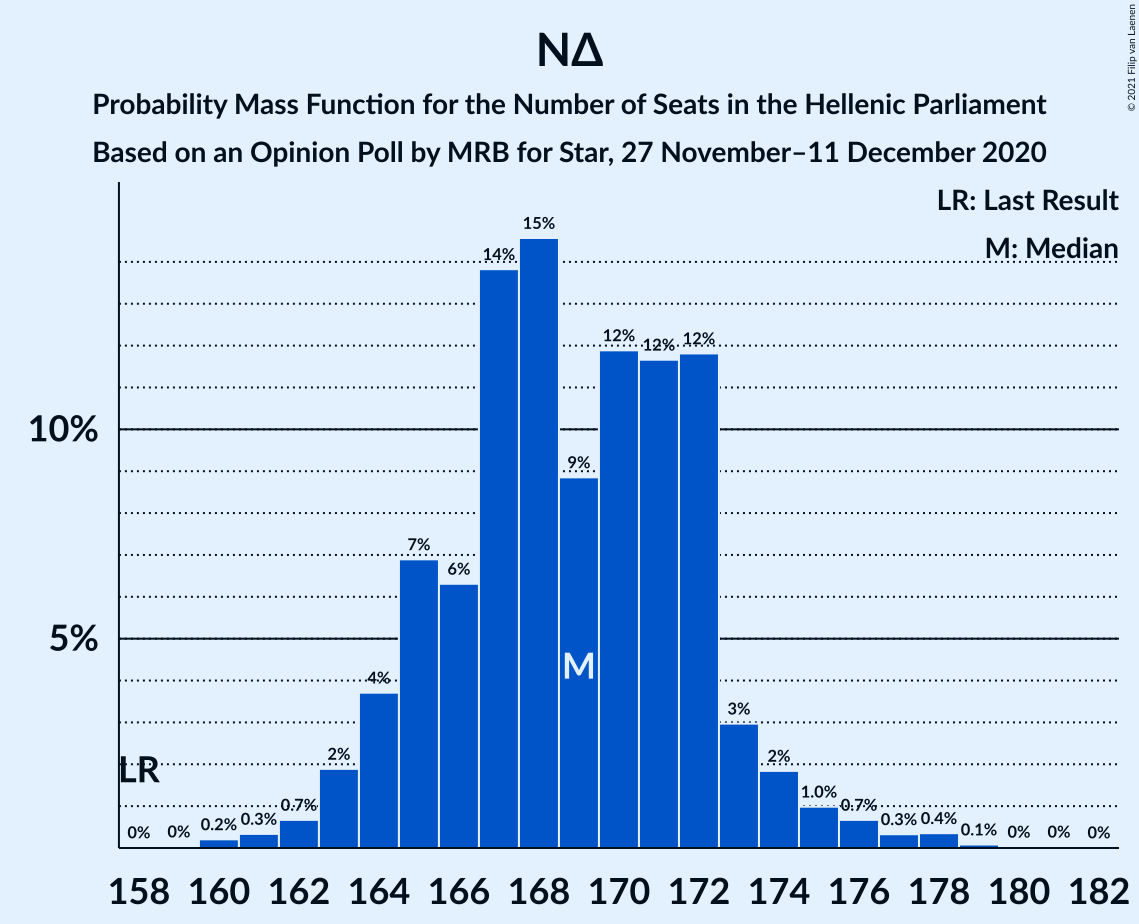 © 2021 Filip van Laenen
ΝΔ
Probability Mass Function for the Number of Seats in the Hellenic Parliament
Based on an Opinion Poll by MRB for Star, 27 November–11 December 2020
LR: Last Result
M: Median
10%
5%
LR
M
0% 0% 0.2% 0.3% 0.7% 2% 4% 7% 6% 14% 15% 9% 12% 12% 12% 3% 2% 1.0% 0.7% 0.3% 0.4% 0.1% 0% 0% 0%
158 160 162 164 166 168 170 172 174 176 178 180 182